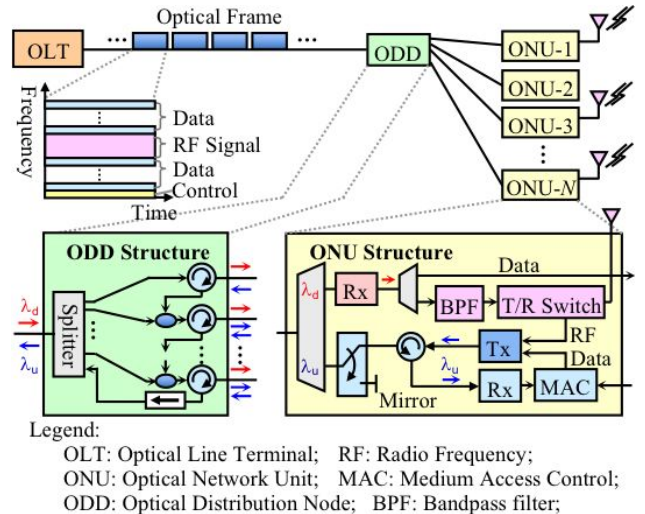 Optical Frame
OLT
...
...
ODD
ONU-1
ONU-2
ONU-3
...
ONU-N
Frequency
Data
RF Signal
Data
Control
Time
ODD Structure
λd
λu
Splitter
ONU Structure
λd
Rx
Data
BPF
T/R Switch
RF
Tx
Data
λu
λu
Mirror
Rx
MAC
Legend:
OLT: Optical Line Terminal; RF: Radio Frequency;
ONU: Optical Network Unit; MAC: Medium Access Control;
ODD: Optical Distribution Node; BPF: Bandpass filter;